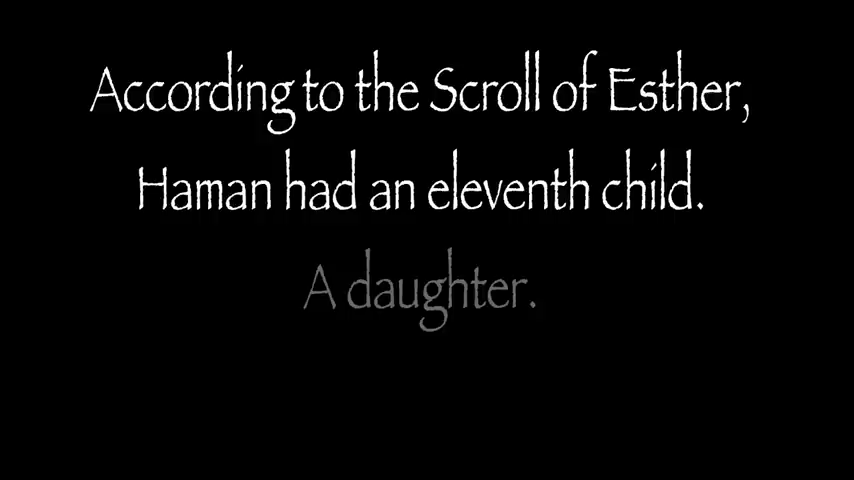 According to the Scroll of Esther,
Haman had an eleventh child.
A daughter.